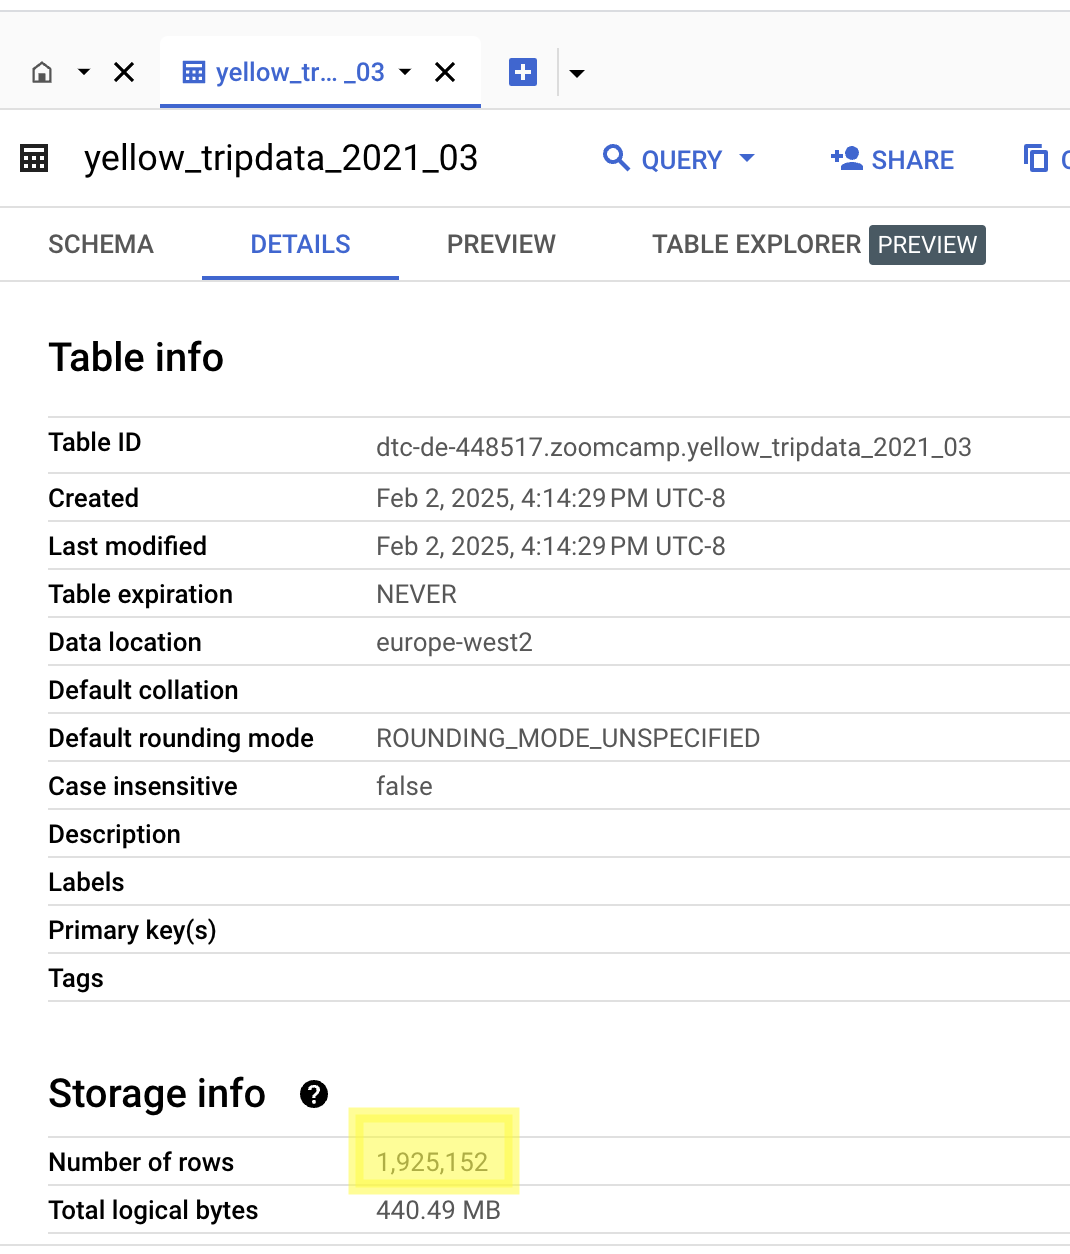 yellow_tr... _03
yellow_tripdata_2021_03 QUERY SHARE
SCHEMA DETAILS PREVIEW TABLE EXPLORER PREVIEW
Table info
Table ID dtc-de-448517.zoomcamp.yellow_tripdata_2021_03
Created Feb 2, 2025, 4:14:29 PM UTC-8
Last modified Feb 2, 2025, 4:14:29 PM UTC-8
Table expiration NEVER
Data location europe-west2
Default collation
Default rounding mode ROUNDING_MODE_UNSPECIFIED
Case insensitive false
Description
Labels
Primary key(s)
Tags
Storage info ?
Number of rows 1,925,152
Total logical bytes 440.49 MB